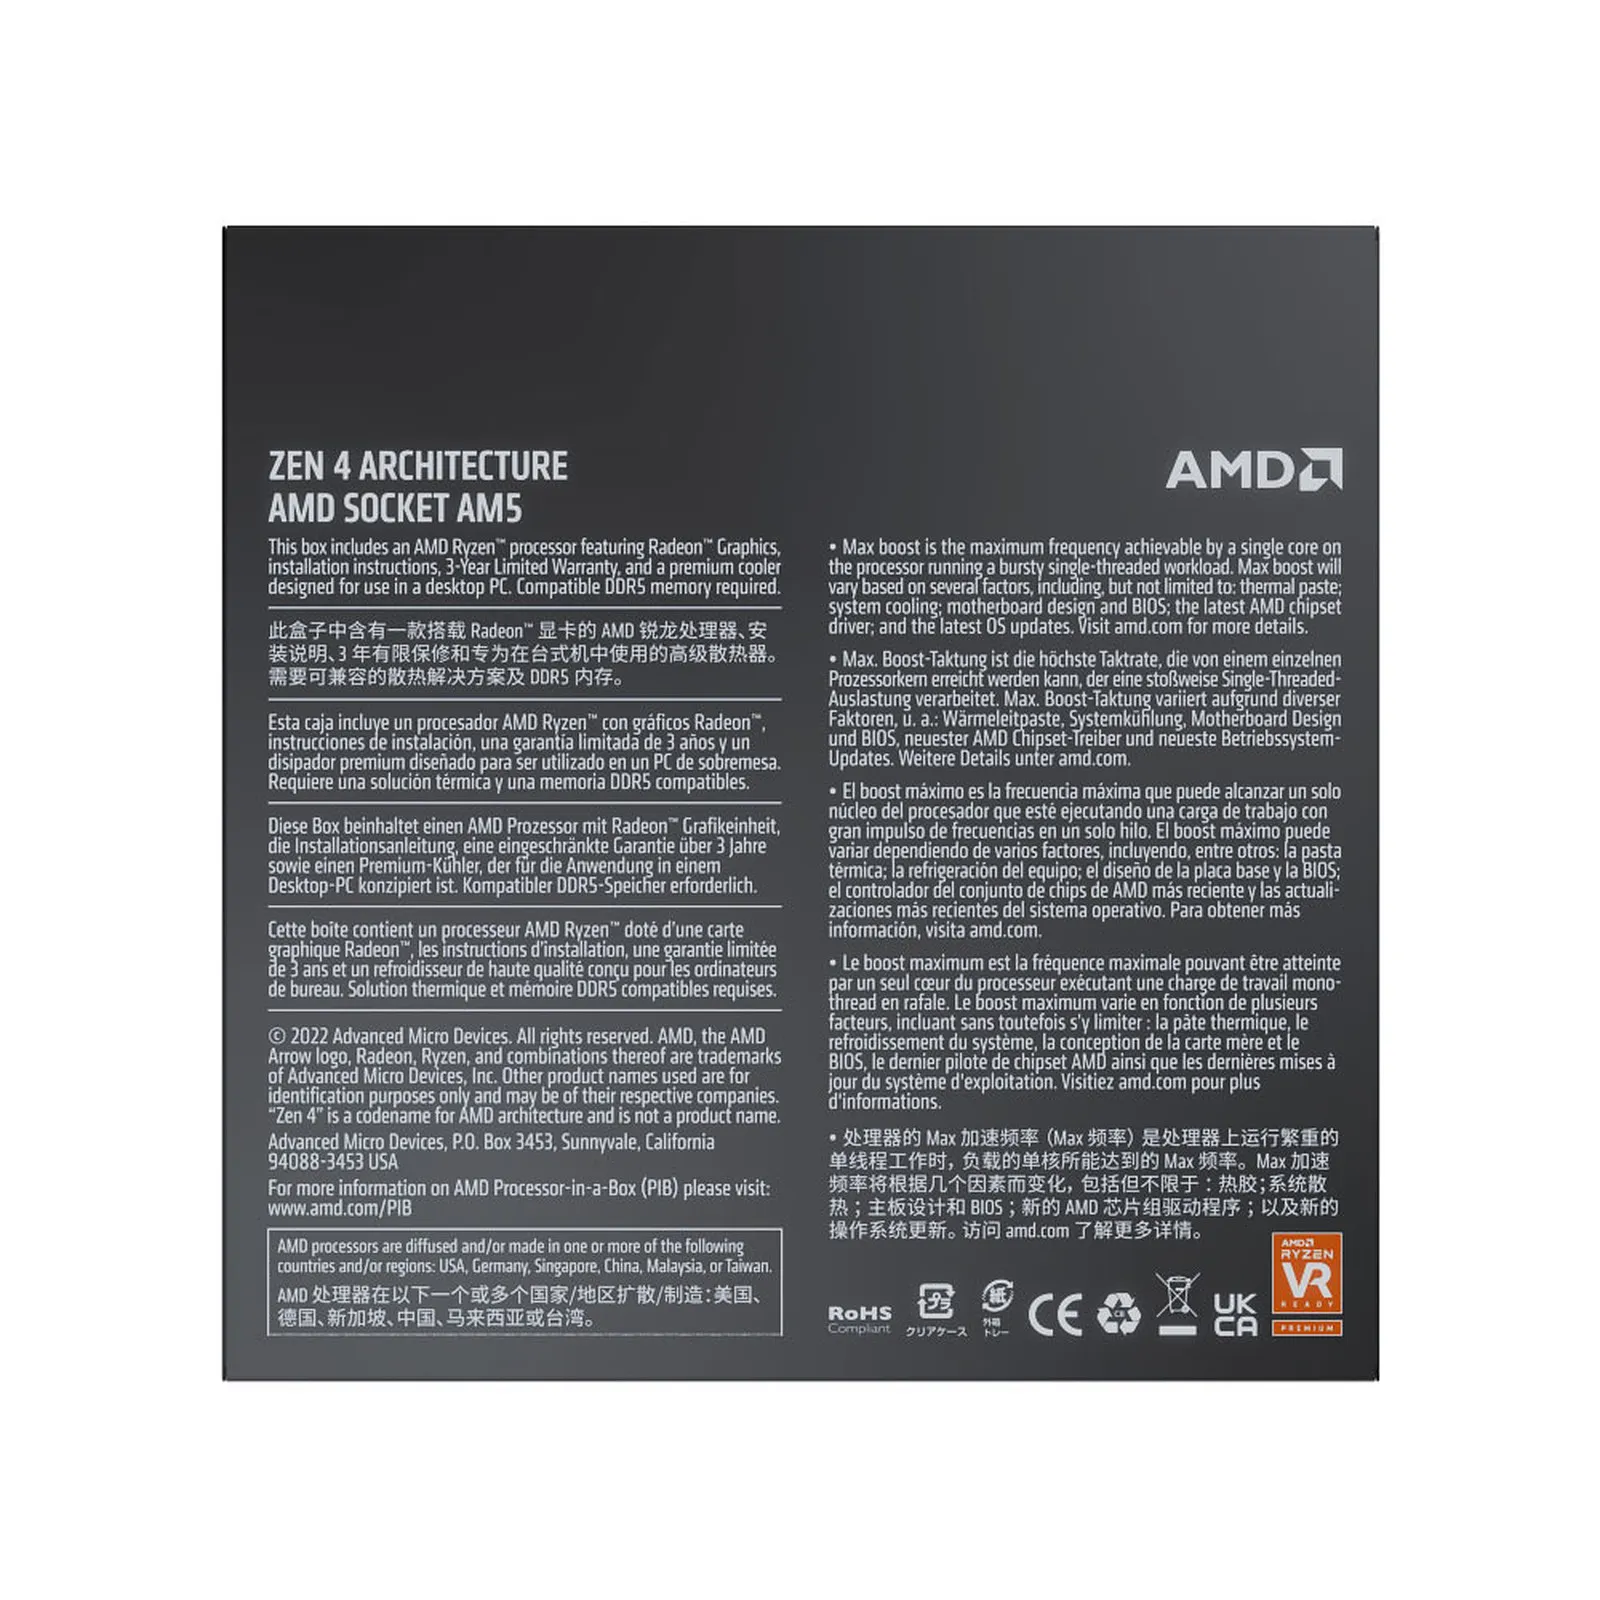 ZEN 4 ARCHITECTURE
AMD SOCKET AM5
This box includes an AMD Ryzen™ processor featuring Radeon™ Graphics,
installation instructions, 3-Year Limited Warranty, and a premium cooler
designed for use in a desktop PC. Compatible DDR5 memory required.
此盒子中含有一款搭载 Radeon™ 显卡的 AMD 锐龙处理器、安
装说明、3 年有限保修和专为在台式机中使用的高级散热器。
需要可兼容的散热解决方案及 DDR5 内存。
Esta caja incluye un procesador AMD Ryzen™ con gráficos Radeon™,
instrucciones de instalación, una garantía limitada de 3 años y un
disipador premium diseñado para ser utilizado en un PC de sobremesa.
Requiere una solución térmica y una memoria DDR5 compatibles.
Diese Box beinhaltet einen AMD Prozessor mit Radeon™ Grafikeinheit,
die Installationsanleitung, eine eingeschränkte Garantie über 3 Jahre
sowie einen Premium-Kühler, der für die Anwendung in einem
Desktop-PC konzipiert ist. Kompatibler DDR5-Speicher erforderlich.
Cette boîte contient un processeur AMD Ryzen™ doté d'une carte
graphique Radeon™, les instructions d'installation, une garantie limitée
de 3 ans et un refroidisseur de haute qualité conçu pour les ordinateurs
de bureau. Solution thermique et mémoire DDR5 compatibles requises.
© 2022 Advanced Micro Devices. All rights reserved. AMD, the AMD
Arrow logo, Radeon, Ryzen, and combinations thereof are trademarks
of Advanced Micro Devices, Inc. Other product names used are for
identification purposes only and may be of their respective companies.
“Zen 4” is a codename for AMD architecture and is not a product name.
Advanced Micro Devices, P.O. Box 3453, Sunnyvale, California
94088-3453 USA
For more information on AMD Processor-in-a-Box (PIB) please visit:
www.amd.com/PIB
AMD processors are diffused and/or made in one or more of the following
countries and/or regions: USA, Germany, Singapore, China, Malaysia, or Taiwan.
AMD 处理器在以下一个或多个国家/地区扩散/制造：美国、
德国、新加坡、中国、马来西亚或台湾。
AMD
• Max boost is the maximum frequency achievable by a single core on
the processor running a bursty single-threaded workload. Max boost will
vary based on several factors, including, but not limited to: thermal paste;
system cooling; motherboard design and BIOS; the latest AMD chipset
driver; and the latest OS updates. Visit amd.com for more details.
• Max. Boost-Taktung ist die höchste Taktrate, die von einem einzelnen
Prozessorkern erreicht werden kann, der eine stoßweise Single-Threaded-
Auslastung verarbeitet. Max. Boost-Taktung variiert aufgrund diverser
Faktoren, u. a.: Wärmeleitpaste, Systemkühlung, Motherboard Design
und BIOS, neuester AMD Chipset-Treiber und neueste Betriebssystem-
Updates. Weitere Details unter amd.com.
• El boost máximo es la frecuencia máxima que puede alcanzar un solo
núcleo del procesador que esté ejecutando una carga de trabajo con
gran impulso de frecuencias en un solo hilo. El boost máximo puede
variar dependiendo de varios factores, incluyendo, entre otros: la pasta
térmica; la refrigeración del equipo; el diseño de la placa base y la BIOS;
el controlador del conjunto de chips de AMD más reciente y las actuali-
zaciones más recientes del sistema operativo. Para obtener más
información, visita amd.com.
• Le boost maximum est la fréquence maximale pouvant être atteinte
par un seul cœur du processeur exécutant une charge de travail mono-
thread en rafale. Le boost maximum varie en fonction de plusieurs
facteurs, incluant sans toutefois s'y limiter : la pâte thermique, le
refroidissement du système, la conception de la carte mère et le
BIOS, le dernier pilote de chipset AMD ainsi que les dernières mises à
jour du système d'exploitation. Visitiez amd.com pour plus
d'informations.
• 处理器的 Max 加速频率（Max 频率）是处理器上运行繁重的
单线程工作时，负载的单核所能达到的 Max 频率。Max 加速
频率将根据几个因素而变化，包括但不限于：热胶；系统散
热；主板设计和 BIOS；新的 AMD 芯片组驱动程序；以及新的
操作系统更新。访问 amd.com 了解更多详情。
RoHS
Compliant
プラ
クリアケース
紙
外箱
トレー
CE
UK
CA
AMD
RYZEN
VR
READY
PREMIUM